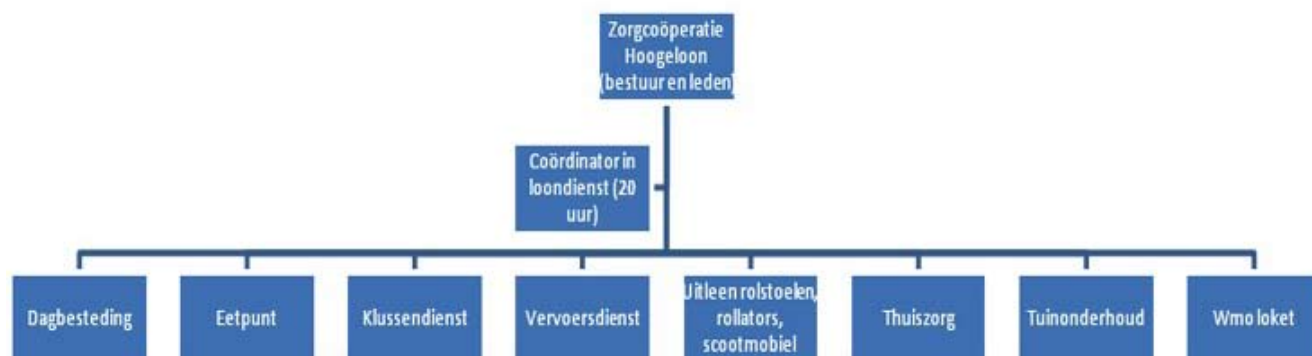 Zorgcoöperatie
Hoogeloon
(bestuur en leden)
Coördinator in
loondienst (20
uur)
Dagbesteding
Eetpunt
Klussendienst
Vervoersdienst
Uitleen rolstoelen,
rollators,
scootmobiel
Thuiszorg
Tuinonderhoud
Wmo loket